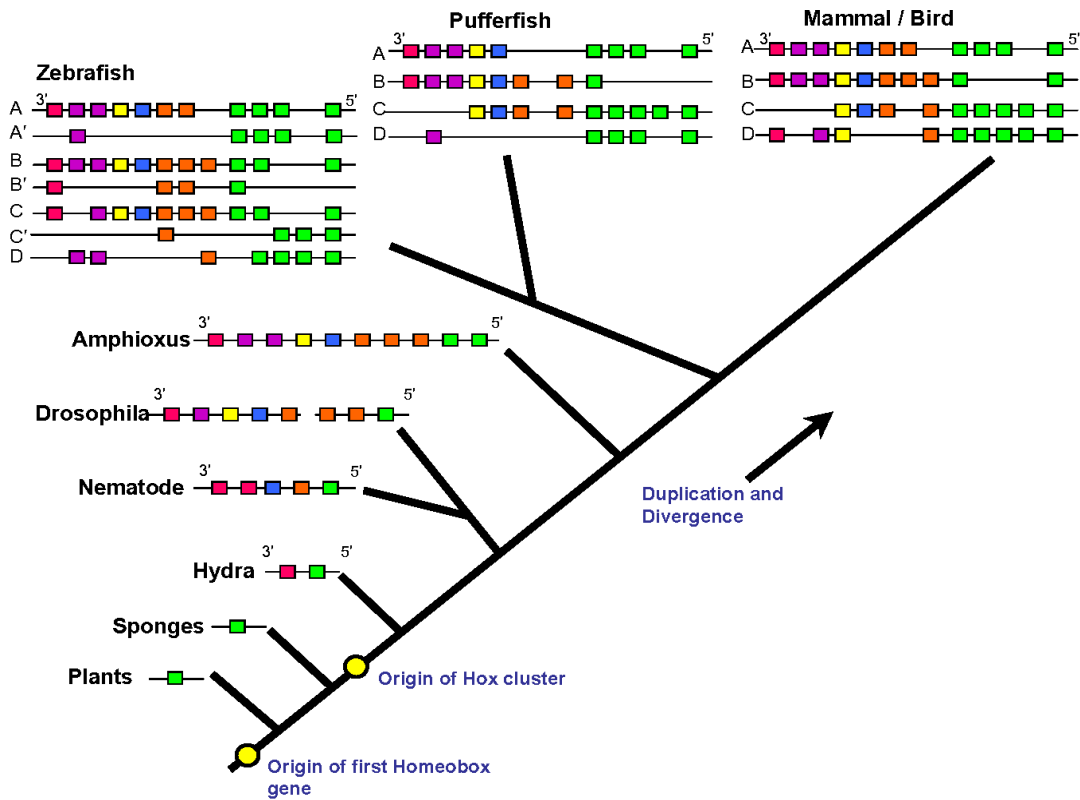 Pufferfish
3' 5'
A
B
C
D
Mammal / Bird
3' 5'
A
B
C
D
Zebrafish
3' 5'
A
A'
B
B'
C
C'
D
3' 5'
Amphioxus
3' 5'
Drosophila
3' 5'
Nematode
Duplication and
Divergence
3' 5'
Hydra
Sponges
Plants
Origin of Hox cluster
Origin of first Homeobox
gene